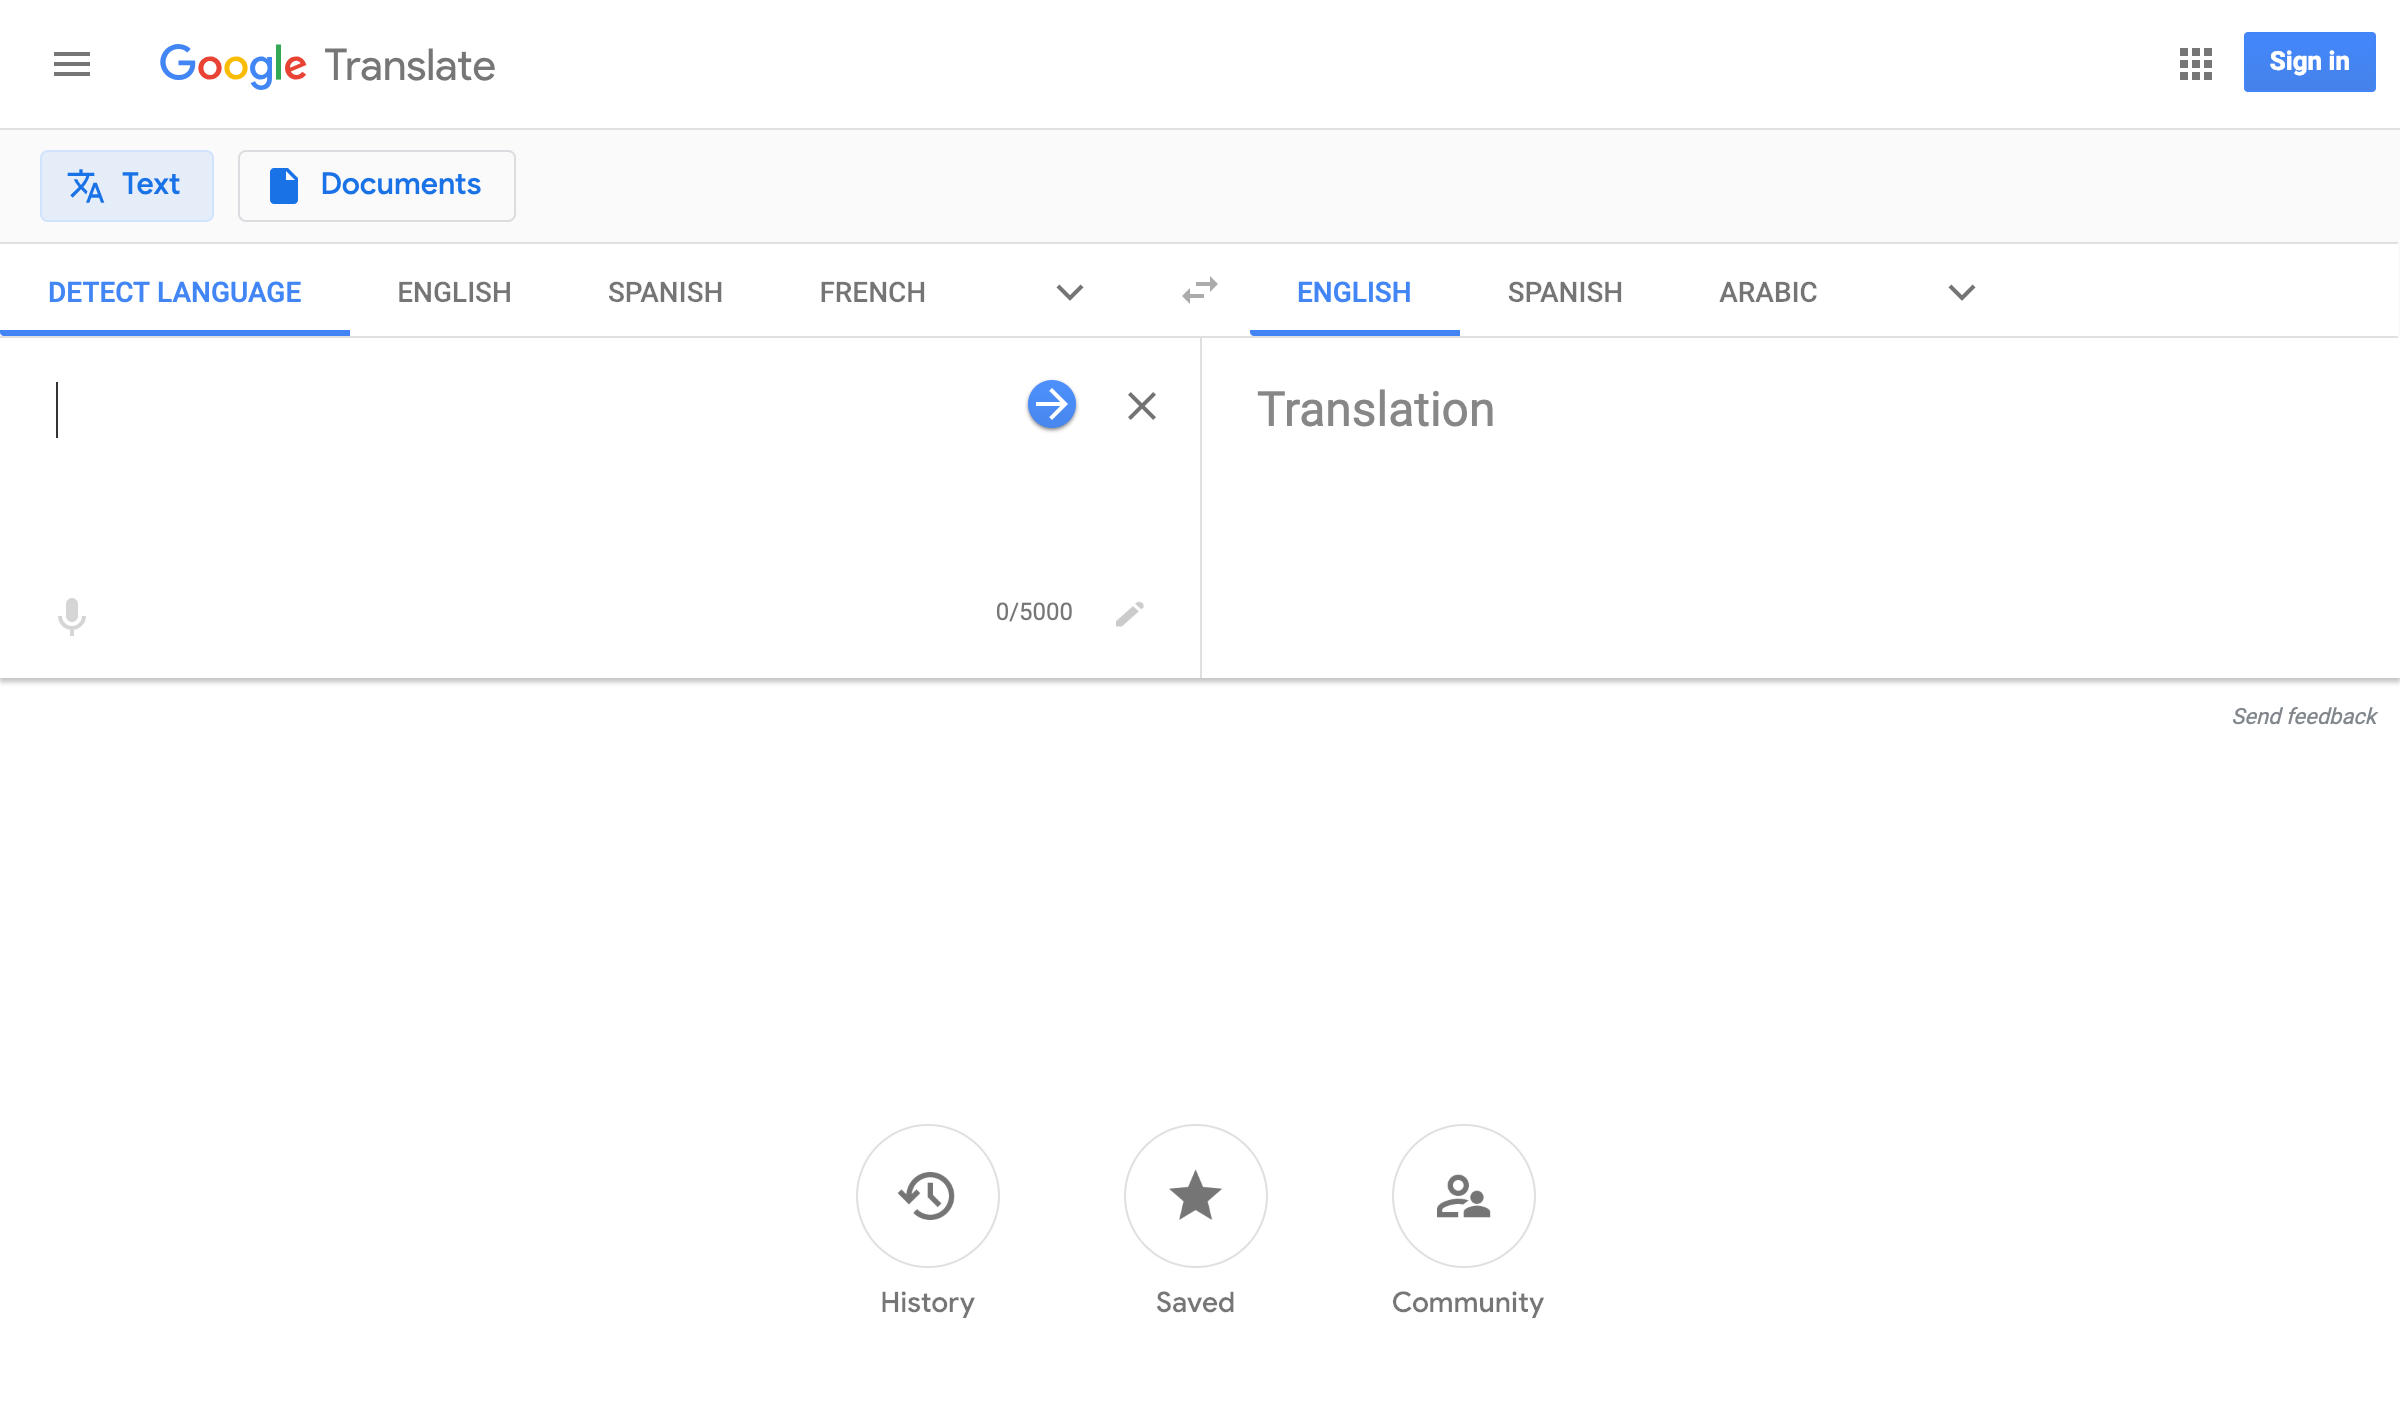 Google Translate
Sign in
Text
Documents
DETECT LANGUAGE ENGLISH SPANISH FRENCH ENGLISH SPANISH ARABIC
Translation
0/5000
Send feedback
History Saved Community